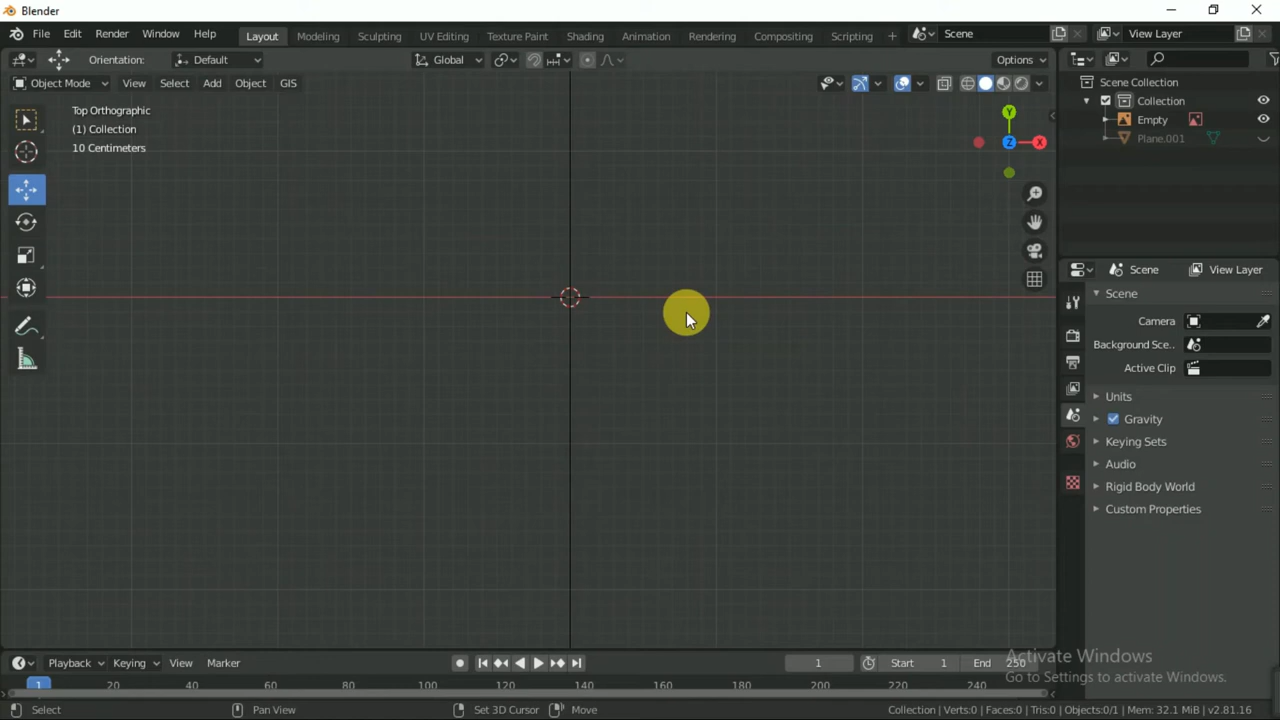 Blender
File Edit Render Window Help Layout Modeling Sculpting UV Editing Texture Paint Shading Animation Rendering Compositing Scripting + Scene View Layer
Orientation: Default Global Options
Object Mode View Select Add Object GIS
Top Orthographic
(1) Collection
10 Centimeters
Y
X
Z
Scene Collection
Collection
Empty
Plane.001
Scene View Layer
Scene
Camera
Background Sce..
Active Clip
Units
Gravity
Keying Sets
Audio
Rigid Body World
Custom Properties
Activate Windows
Go to Settings to activate Windows.
Playback Keying View Marker 1 Start 1 End 250
1 20 40 60 80 100 120 140 160 180 200 220 240
Select Pan View Set 3D Cursor Move Collection | Verts:0 | Faces:0 | Tris:0 | Objects:0/1 | Mem: 32.1 MiB | v2.81.16